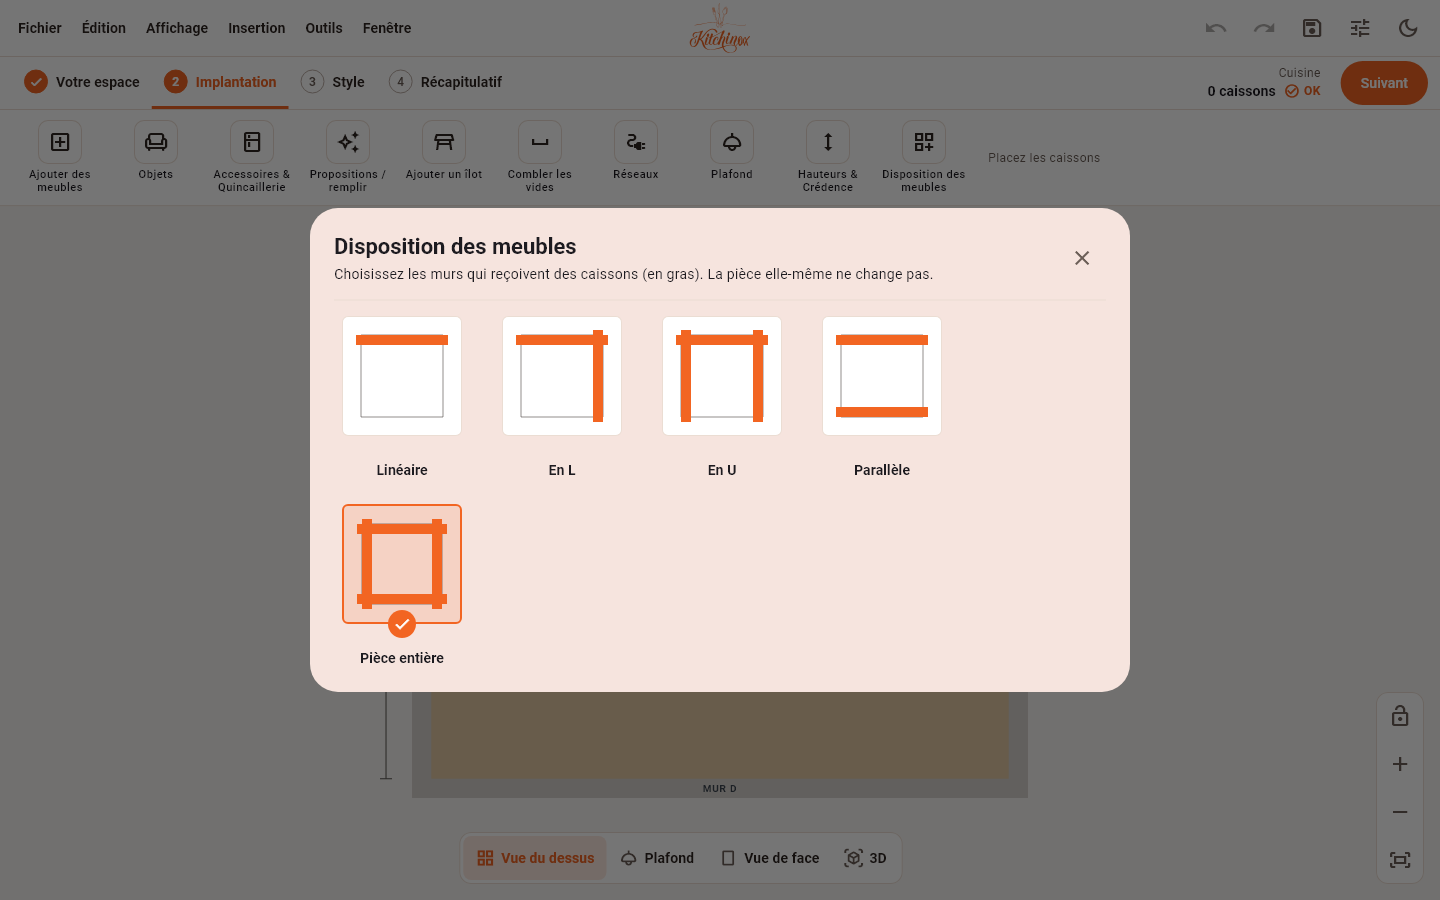 Fichier Édition Affichage Insertion Outils Fenêtre
Kitchinox
Votre espace 2 Implantation 3 Style 4 Récapitulatif
Cuisine
0 caissons OK
Suivant
Ajouter des meubles
Objets
Accessoires & Quincaillerie
Propositions / remplir
Ajouter un îlot
Combler les vides
Réseaux
Plafond
Hauteurs & Crédence
Disposition des meubles
Placez les caissons
Disposition des meubles
Choisissez les murs qui reçoivent des caissons (en gras). La pièce elle-même ne change pas.
Linéaire
En L
En U
Parallèle
Pièce entière
MUR D
Vue du dessus Plafond Vue de face 3D